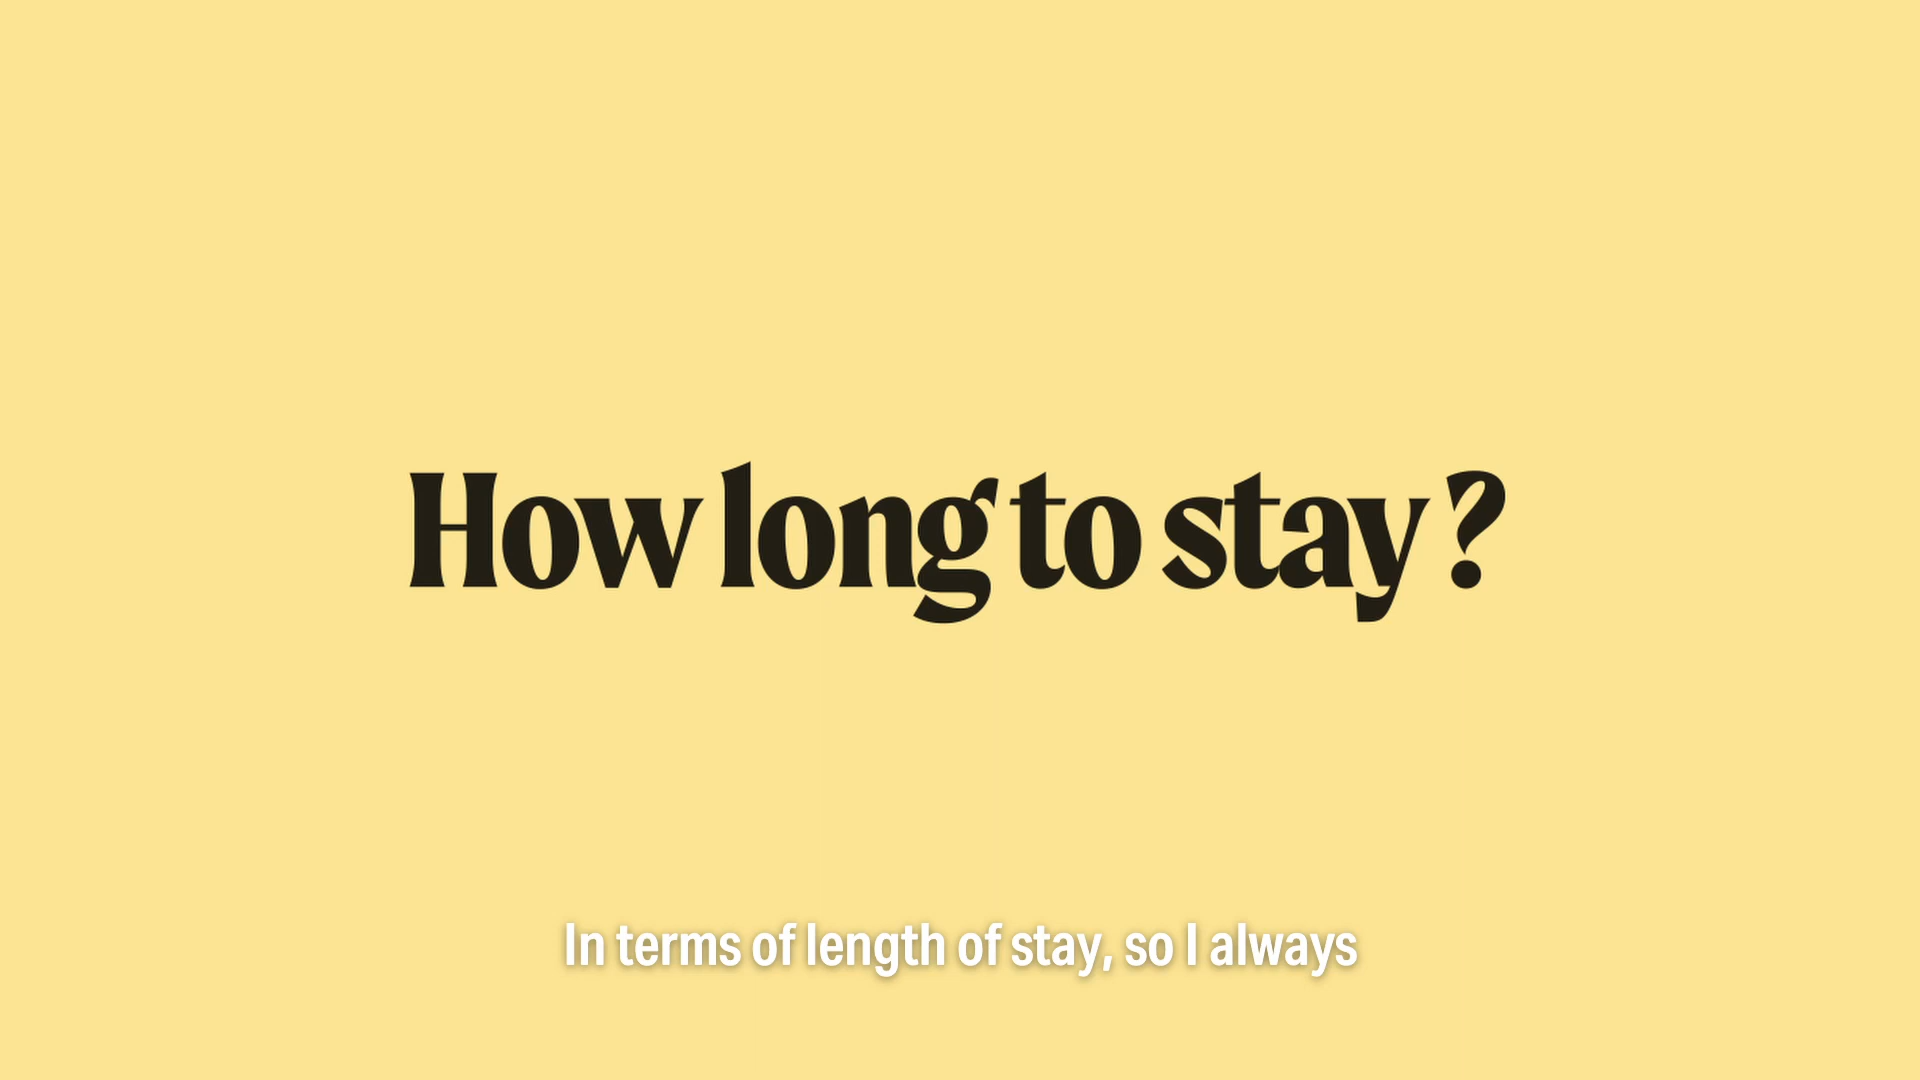 How long to stay?
In terms of length of stay, so I always